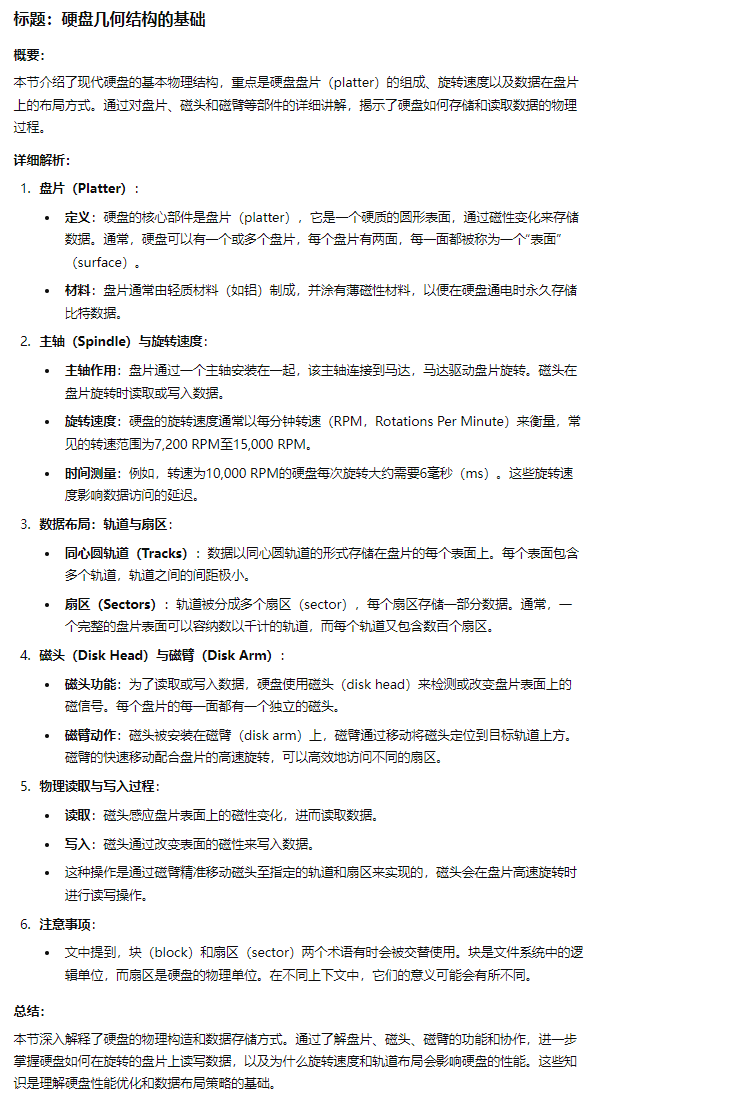 标题：硬盘几何结构的基础
概要：
本节介绍了现代硬盘的基本物理结构，重点是硬盘盘片（platter）的组成、旋转速度以及数据在盘片
上的布局方式。通过对盘片、磁头和磁臂等部件的详细讲解，揭示了硬盘如何存储和读取数据的物理
过程。
详细解析：
1. 盘片（Platter）：
• 定义：硬盘的核心部件是盘片（platter），它是一个硬质的圆形表面，通过磁性变化来存储
数据。通常，硬盘可以有一个或多个盘片，每个盘片有两面，每一面都被称为一个“表面”
（surface）。
• 材料：盘片通常由轻质材料（如铝）制成，并涂有薄磁性材料，以便在硬盘通电时永久存储
比特数据。
2. 主轴（Spindle）与旋转速度：
• 主轴作用：盘片通过一个主轴安装在一起，该主轴连接到马达，马达驱动盘片旋转。磁头在
盘片旋转时读取或写入数据。
• 旋转速度：硬盘的旋转速度通常以每分钟转速（RPM，Rotations Per Minute）来衡量，常
见的转速范围为7,200 RPM至15,000 RPM。
• 时间测量：例如，转速为10,000 RPM的硬盘每次旋转大约需要6毫秒（ms）。这些旋转速
度影响数据访问的延迟。
3. 数据布局：轨道与扇区：
• 同心圆轨道（Tracks）：数据以同心圆轨道的形式存储在盘片的每个表面上。每个表面包含
多个轨道，轨道之间的间距极小。
• 扇区（Sectors）：轨道被分成多个扇区（sector），每个扇区存储一部分数据。通常，一
个完整的盘片表面可以容纳数以千计的轨道，而每个轨道又包含数百个扇区。
4. 磁头（Disk Head）与磁臂（Disk Arm）：
• 磁头功能：为了读取或写入数据，硬盘使用磁头（disk head）来检测或改变盘片表面上的
磁信号。每个盘片的每一面都有一个独立的磁头。
• 磁臂动作：磁头被安装在磁臂（disk arm）上，磁臂通过移动将磁头定位到目标轨道上方。
磁臂的快速移动配合盘片的高速旋转，可以高效地访问不同的扇区。
5. 物理读取与写入过程：
• 读取：磁头感应盘片表面上的磁性变化，进而读取数据。
• 写入：磁头通过改变表面的磁性来写入数据。
• 这种操作是通过磁臂精准移动磁头至指定的轨道和扇区来实现的，磁头会在盘片高速旋转时
进行读写操作。
6. 注意事项：
• 文中提到，块（block）和扇区（sector）两个术语有时会被交替使用。块是文件系统中的逻
辑单位，而扇区是硬盘的物理单位。在不同上下文中，它们的意义可能会有所不同。
总结：
本节深入解释了硬盘的物理构造和数据存储方式。通过了解盘片、磁头、磁臂的功能和协作，进一步
掌握硬盘如何在旋转的盘片上读写数据，以及为什么旋转速度和轨道布局会影响硬盘的性能。这些知
识是理解硬盘性能优化和数据布局策略的基础。